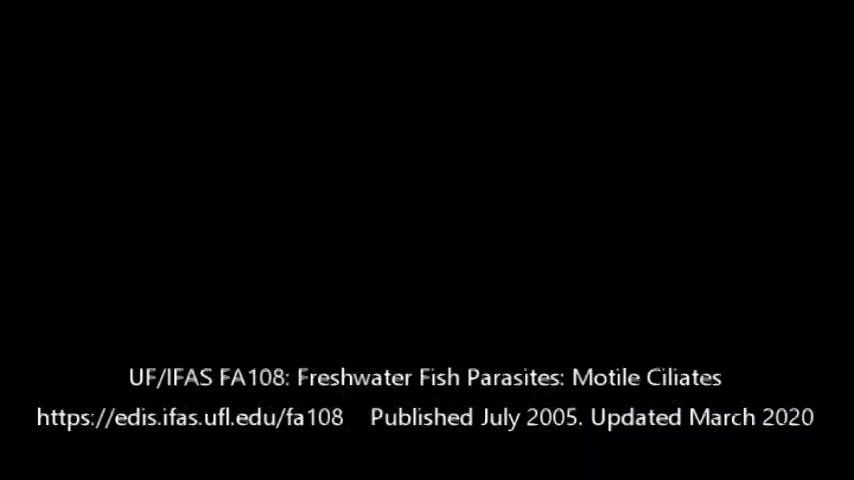 UF/IFAS FA108: Freshwater Fish Parasites: Motile Ciliates
https://edis.ifas.ufl.edu/fa108 Published July 2005. Updated March 2020